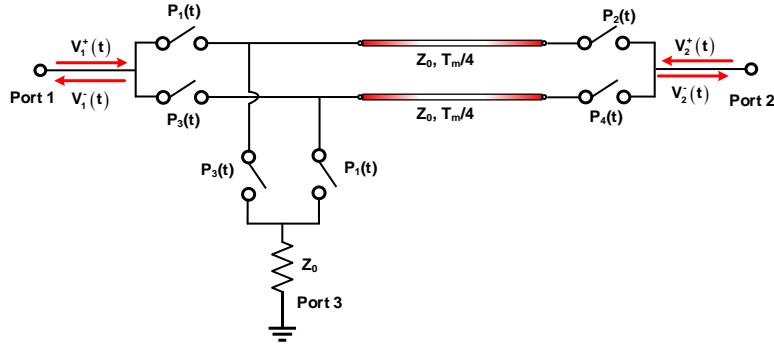 P₁(t)
P₂(t)
V₁⁺(t)
V₂⁺(t)
Z₀, Tₘ/4
Port 1
V₁⁻(t)
V₂⁻(t)
Port 2
P₃(t)
Z₀, Tₘ/4
P₄(t)
P₃(t)
P₁(t)
Z₀
Port 3